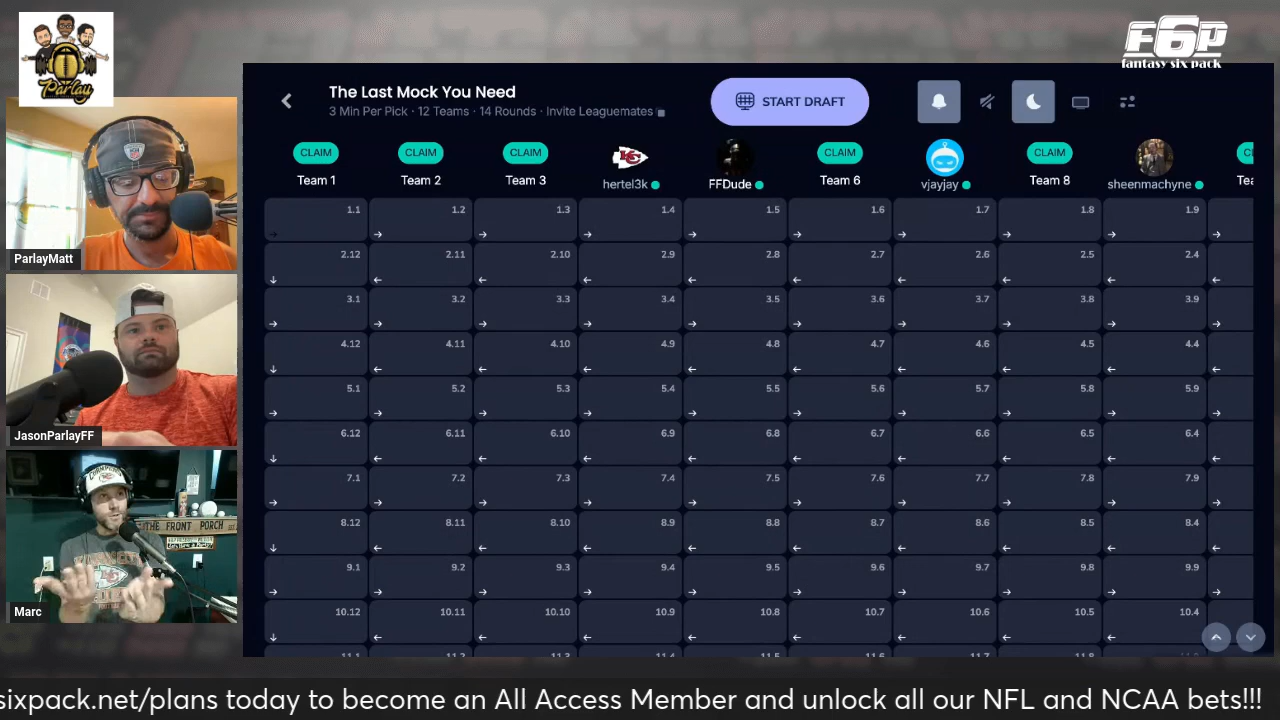 Parlay
F6P
fantasy six pack
The Last Mock You Need
3 Min Per Pick · 12 Teams · 14 Rounds · Invite Leaguemates
START DRAFT
CLAIM CLAIM CLAIM CLAIM CLAIM CL
Team 1 Team 2 Team 3 hertel3k FFDude Team 6 vjayjay Team 8 sheenmachyne Tea
1.1 1.2 1.3 1.4 1.5 1.6 1.7 1.8 1.9
2.12 2.11 2.10 2.9 2.8 2.7 2.6 2.5 2.4
3.1 3.2 3.3 3.4 3.5 3.6 3.7 3.8 3.9
4.12 4.11 4.10 4.9 4.8 4.7 4.6 4.5 4.4
5.1 5.2 5.3 5.4 5.5 5.6 5.7 5.8 5.9
6.12 6.11 6.10 6.9 6.8 6.7 6.6 6.5 6.4
7.1 7.2 7.3 7.4 7.5 7.6 7.7 7.8 7.9
8.12 8.11 8.10 8.9 8.8 8.7 8.6 8.5 8.4
9.1 9.2 9.3 9.4 9.5 9.6 9.7 9.8 9.9
10.12 10.11 10.10 10.9 10.8 10.7 10.6 10.5 10.4
ParlayMatt
JasonParlayFF
THE FRONT PORCH
Marc
sixpack.net/plans today to become an All Access Member and unlock all our NFL and NCAA bets!!!